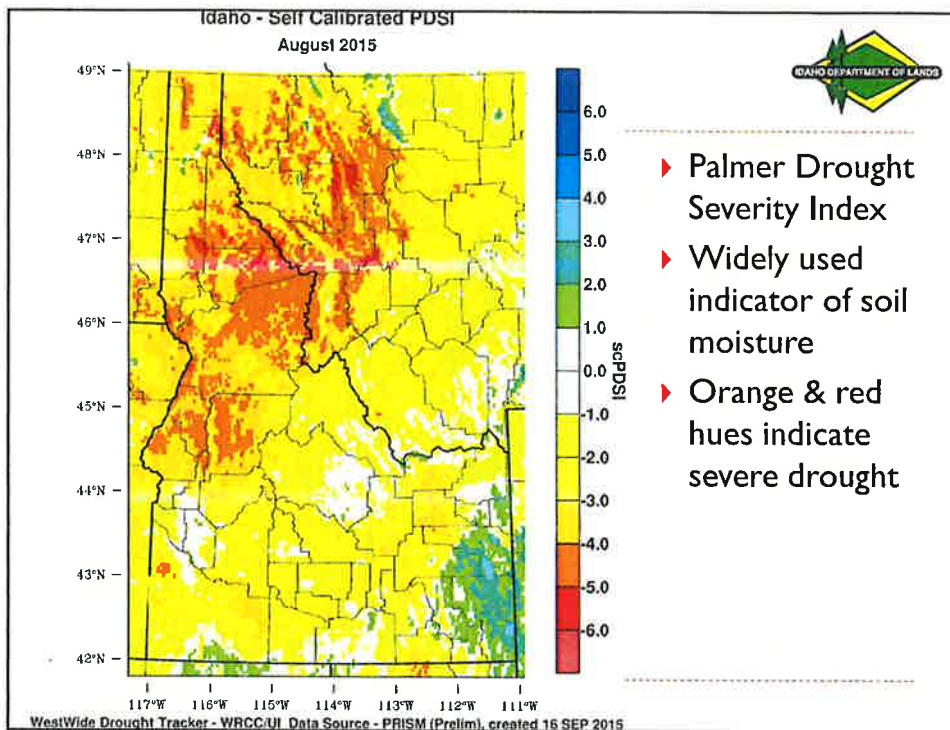 Idaho - Self Calibrated PDSI
August 2015
IDAHO DEPARTMENT OF LANDS
49°N
48°N
47°N
46°N
45°N
44°N
43°N
42°N
117°W 116°W 115°W 114°W 113°W 112°W 111°W
6.0
5.0
4.0
3.0
2.0
1.0
0.0
-1.0
-2.0
-3.0
-4.0
-5.0
-6.0
scPDSI
Palmer Drought
Severity Index
Widely used
indicator of soil
moisture
Orange & red
hues indicate
severe drought
WestWide Drought Tracker - WRCC/UI Data Source - PRISM (Prelim), created 16 SEP 2015